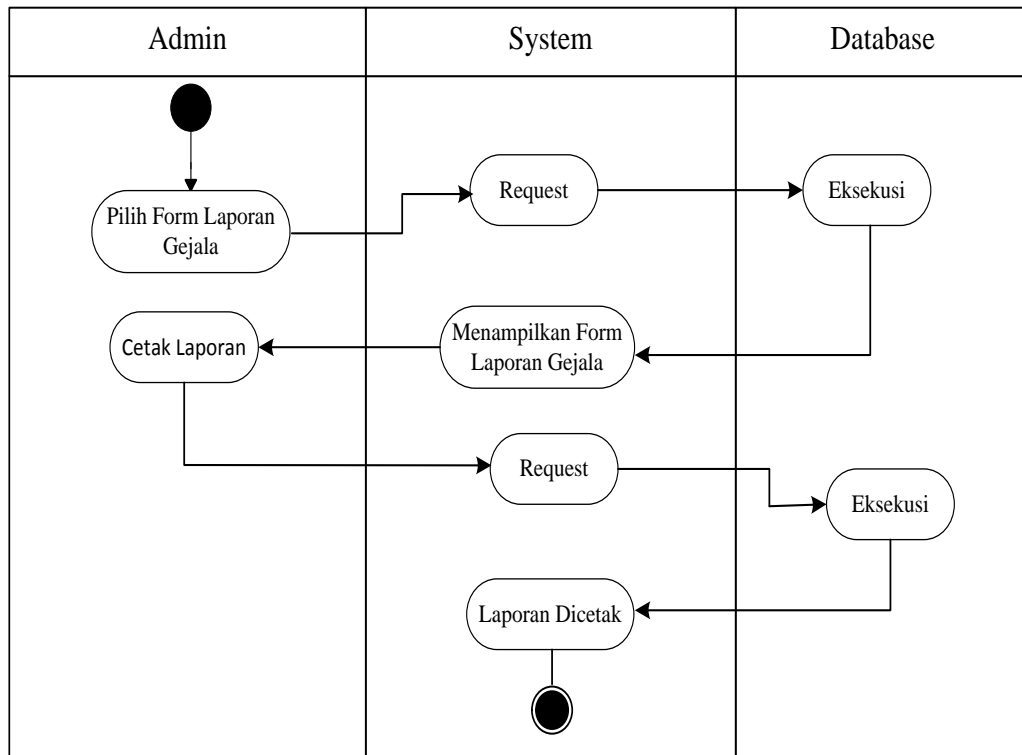 Admin
System
Database
Pilih Form Laporan
Gejala
Request
Eksekusi
Cetak Laporan
Menampilkan Form
Laporan Gejala
Request
Eksekusi
Laporan Dicetak